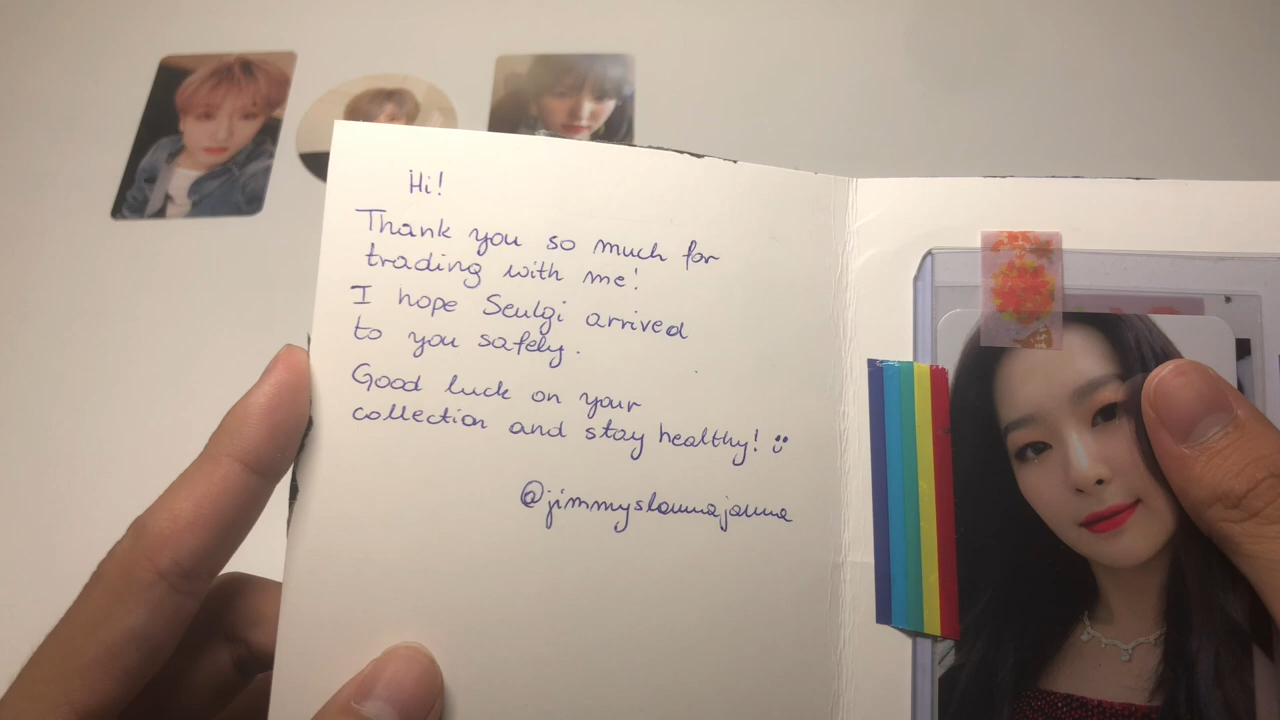 Hi!
Thank you so much for
trading with me!
I hope Seulgi arrived
to you safely.
Good luck on your
collection and stay healthy! :)